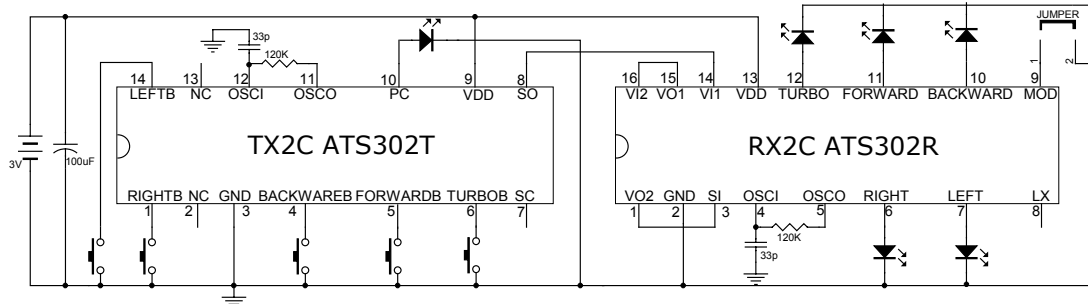 33p
120K
JUMPER
1 2
14 13 12 11 10 9 8
LEFTB NC OSCI OSCO PC VDD SO
16 15 14 13 12 11 10 9
VI2 VO1 VI1 VDD TURBO FORWARD BACKWARD MOD
3V
100uF
TX2C ATS302T
RX2C ATS302R
RIGHTB NC GND BACKWAREB FORWARDB TURBOB SC
1 2 3 4 5 6 7
VO2 GND SI OSCI OSCO RIGHT LEFT LX
1 2 3 4 5 6 7 8
120K
33p